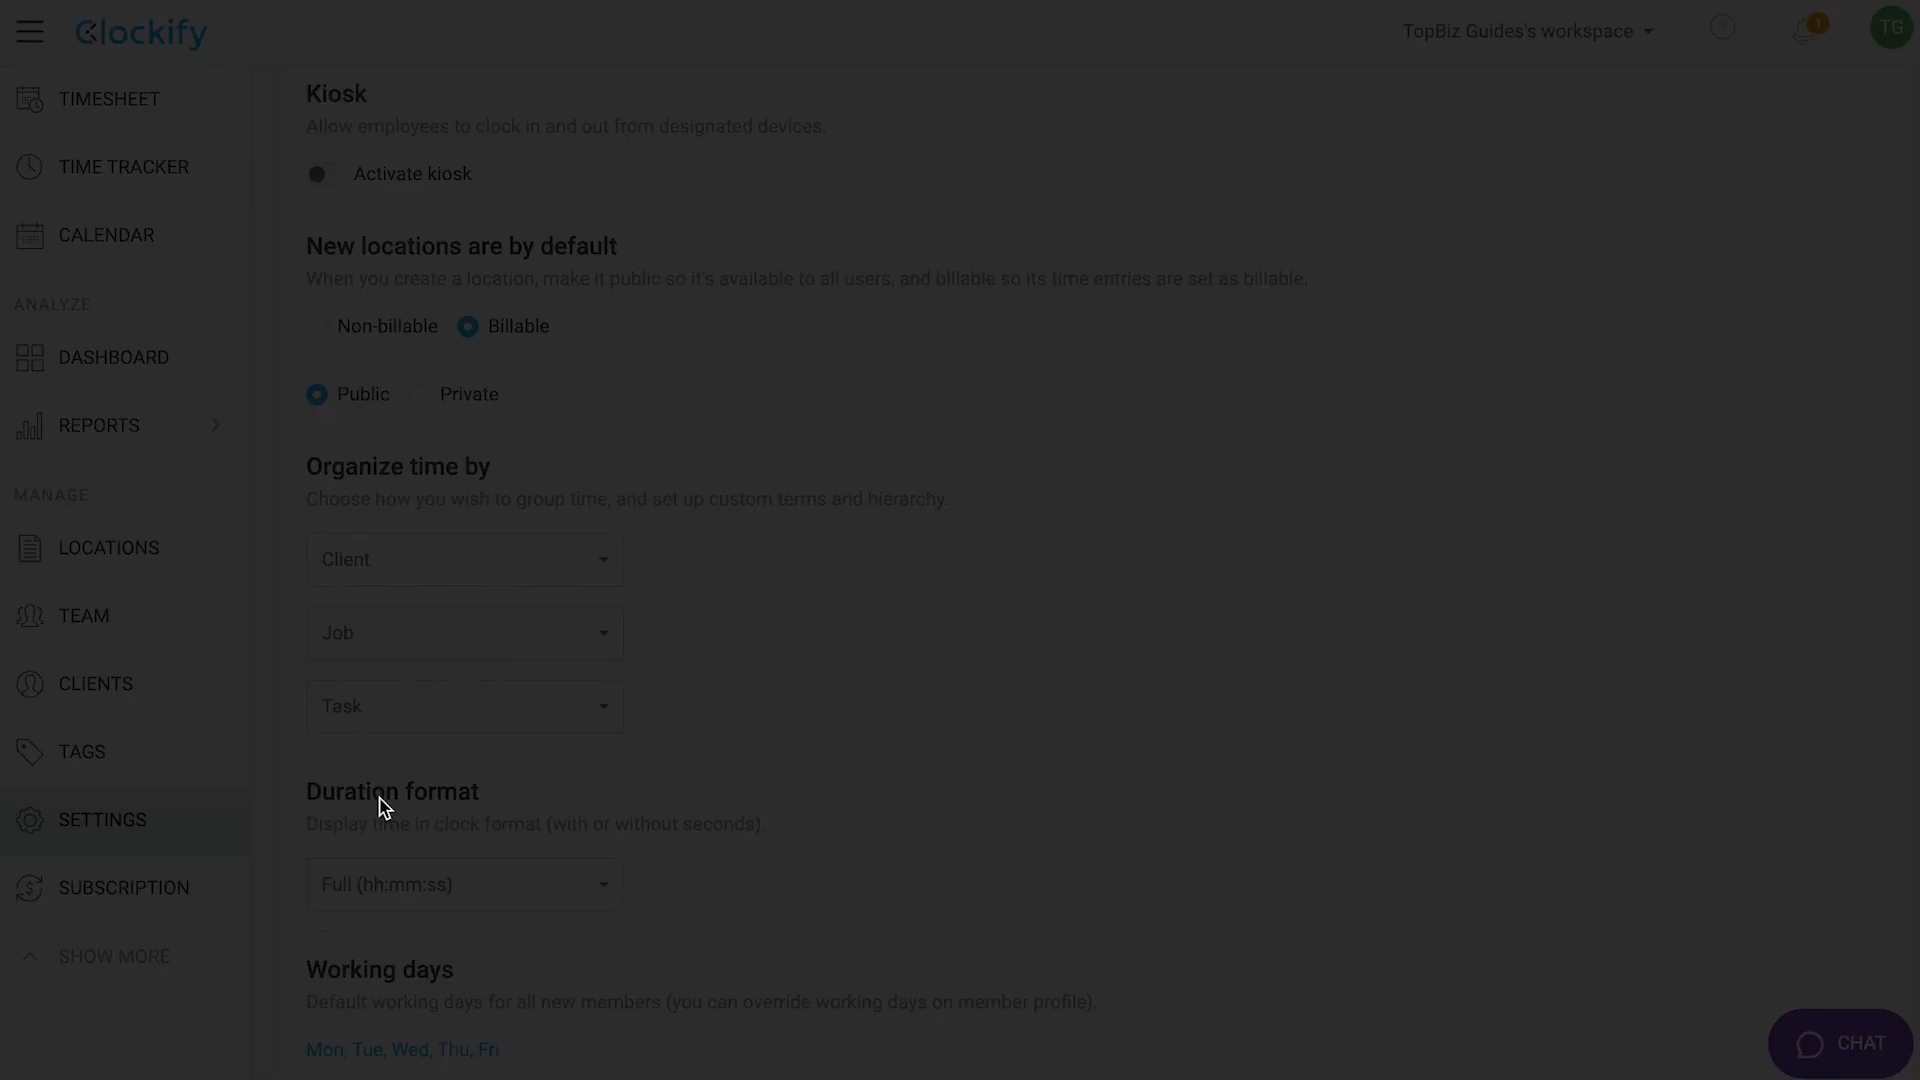 Clockify
TopBiz Guides's workspace
1
TG
TIMESHEET
TIME TRACKER
CALENDAR
ANALYZE
DASHBOARD
REPORTS
MANAGE
LOCATIONS
TEAM
CLIENTS
TAGS
SETTINGS
SUBSCRIPTION
SHOW MORE
Kiosk
Allow employees to clock in and out from designated devices.
Activate kiosk
New locations are by default
When you create a location, make it public so it's available to all users, and billable so its time entries are set as billable.
Non-billable Billable
Public Private
Organize time by
Choose how you wish to group time, and set up custom terms and hierarchy.
Client
Job
Task
Duration format
Display time in clock format (with or without seconds).
Full (hh:mm:ss)
Working days
Default working days for all new members (you can override working days on member profile).
Mon, Tue, Wed, Thu, Fri
CHAT